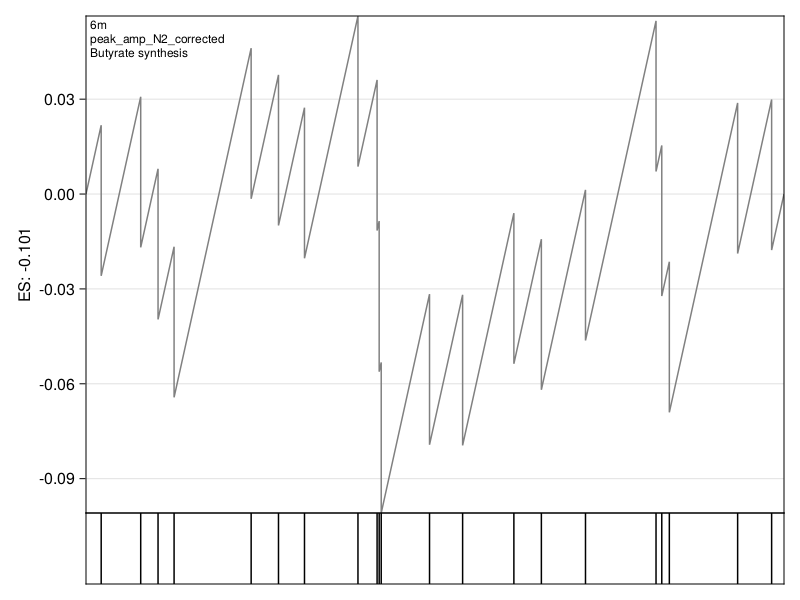 6m
peak_amp_N2_corrected
Butyrate synthesis
0.03
0.00
-0.03
-0.06
-0.09
ES: -0.101